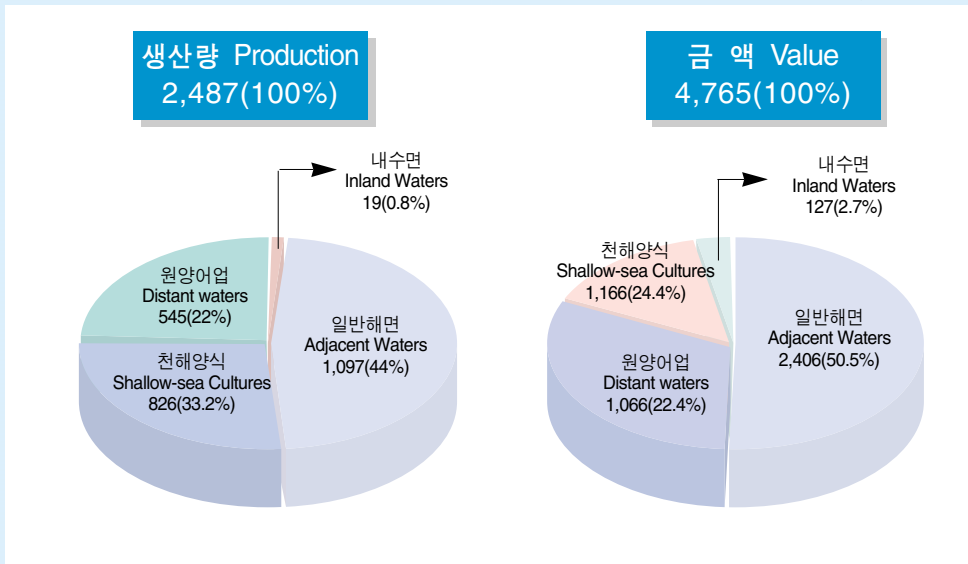 생산량 Production
2,487(100%)
내수면
Inland Waters
19(0.8%)
원양어업
Distant waters
545(22%)
일반해면
Adjacent Waters
1,097(44%)
천해양식
Shallow-sea Cultures
826(33.2%)
금 액 Value
4,765(100%)
내수면
Inland Waters
127(2.7%)
천해양식
Shallow-sea Cultures
1,166(24.4%)
일반해면
Adjacent Waters
2,406(50.5%)
원양어업
Distant waters
1,066(22.4%)